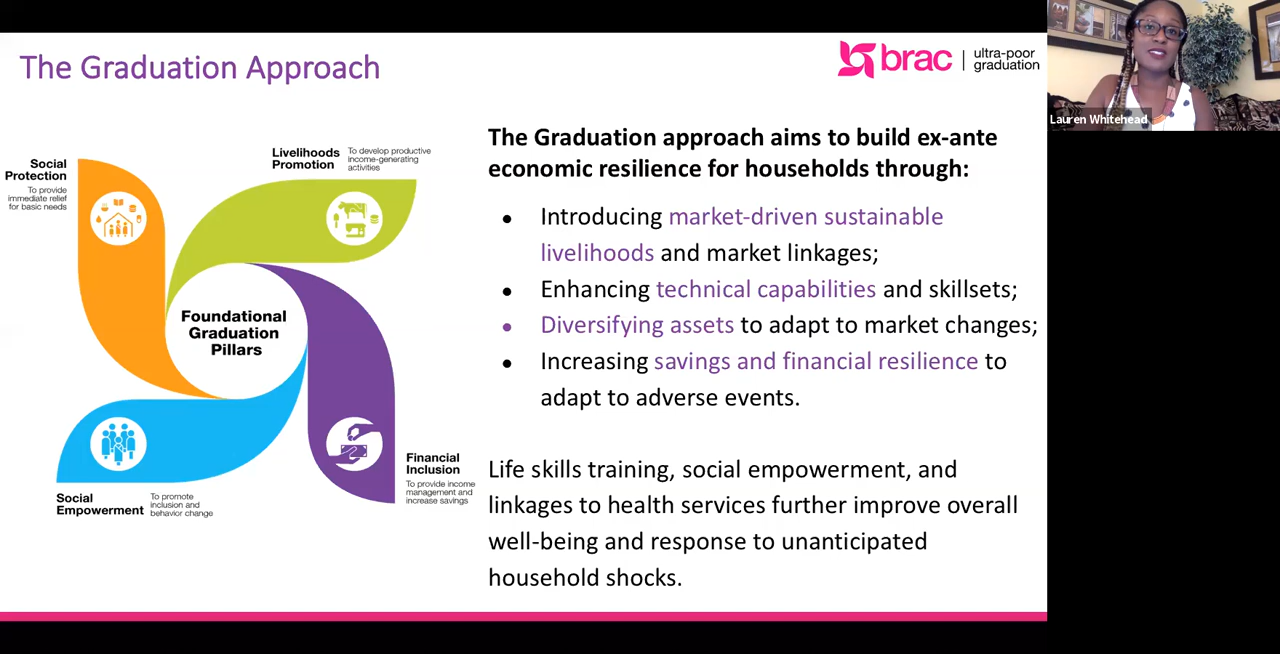 The Graduation Approach
brac
ultra-poor
graduation
Lauren Whitehead
Social
Protection
To provide
immediate relief
for basic needs
Livelihoods
Promotion
To develop productive
income-generating
activities
Foundational
Graduation
Pillars
Social
Empowerment
To promote
inclusion and
behavior change
Financial
Inclusion
To provide income
management and
increase savings
The Graduation approach aims to build ex-ante
economic resilience for households through:
● Introducing market-driven sustainable
livelihoods and market linkages;
● Enhancing technical capabilities and skillsets;
● Diversifying assets to adapt to market changes;
● Increasing savings and financial resilience to
adapt to adverse events.
Life skills training, social empowerment, and
linkages to health services further improve overall
well-being and response to unanticipated
household shocks.